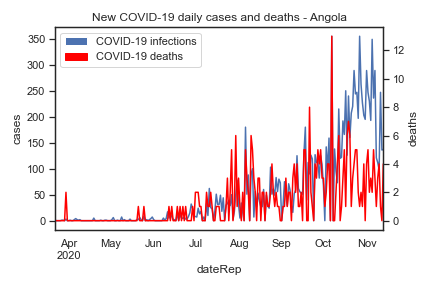 New COVID-19 daily cases and deaths - Angola
COVID-19 infections
COVID-19 deaths
350
300
250
200
150
100
50
0
cases
12
10
8
6
4
2
0
deaths
Apr May Jun Jul Aug Sep Oct Nov
2020
dateRep